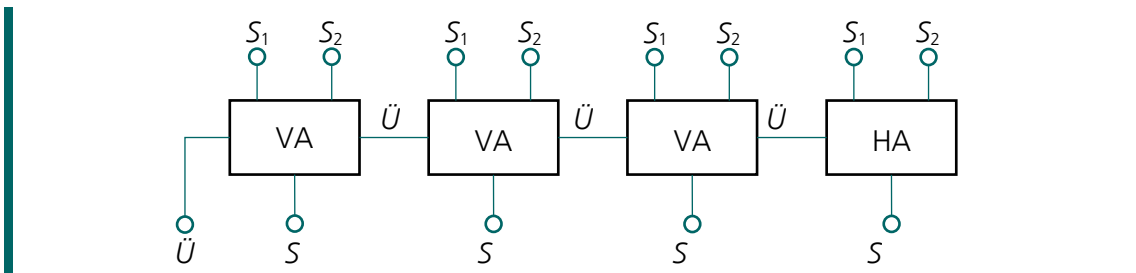 S₁ S₂ S₁ S₂ S₁ S₂ S₁ S₂
Ü Ü Ü
VA VA VA HA
Ü S S S S